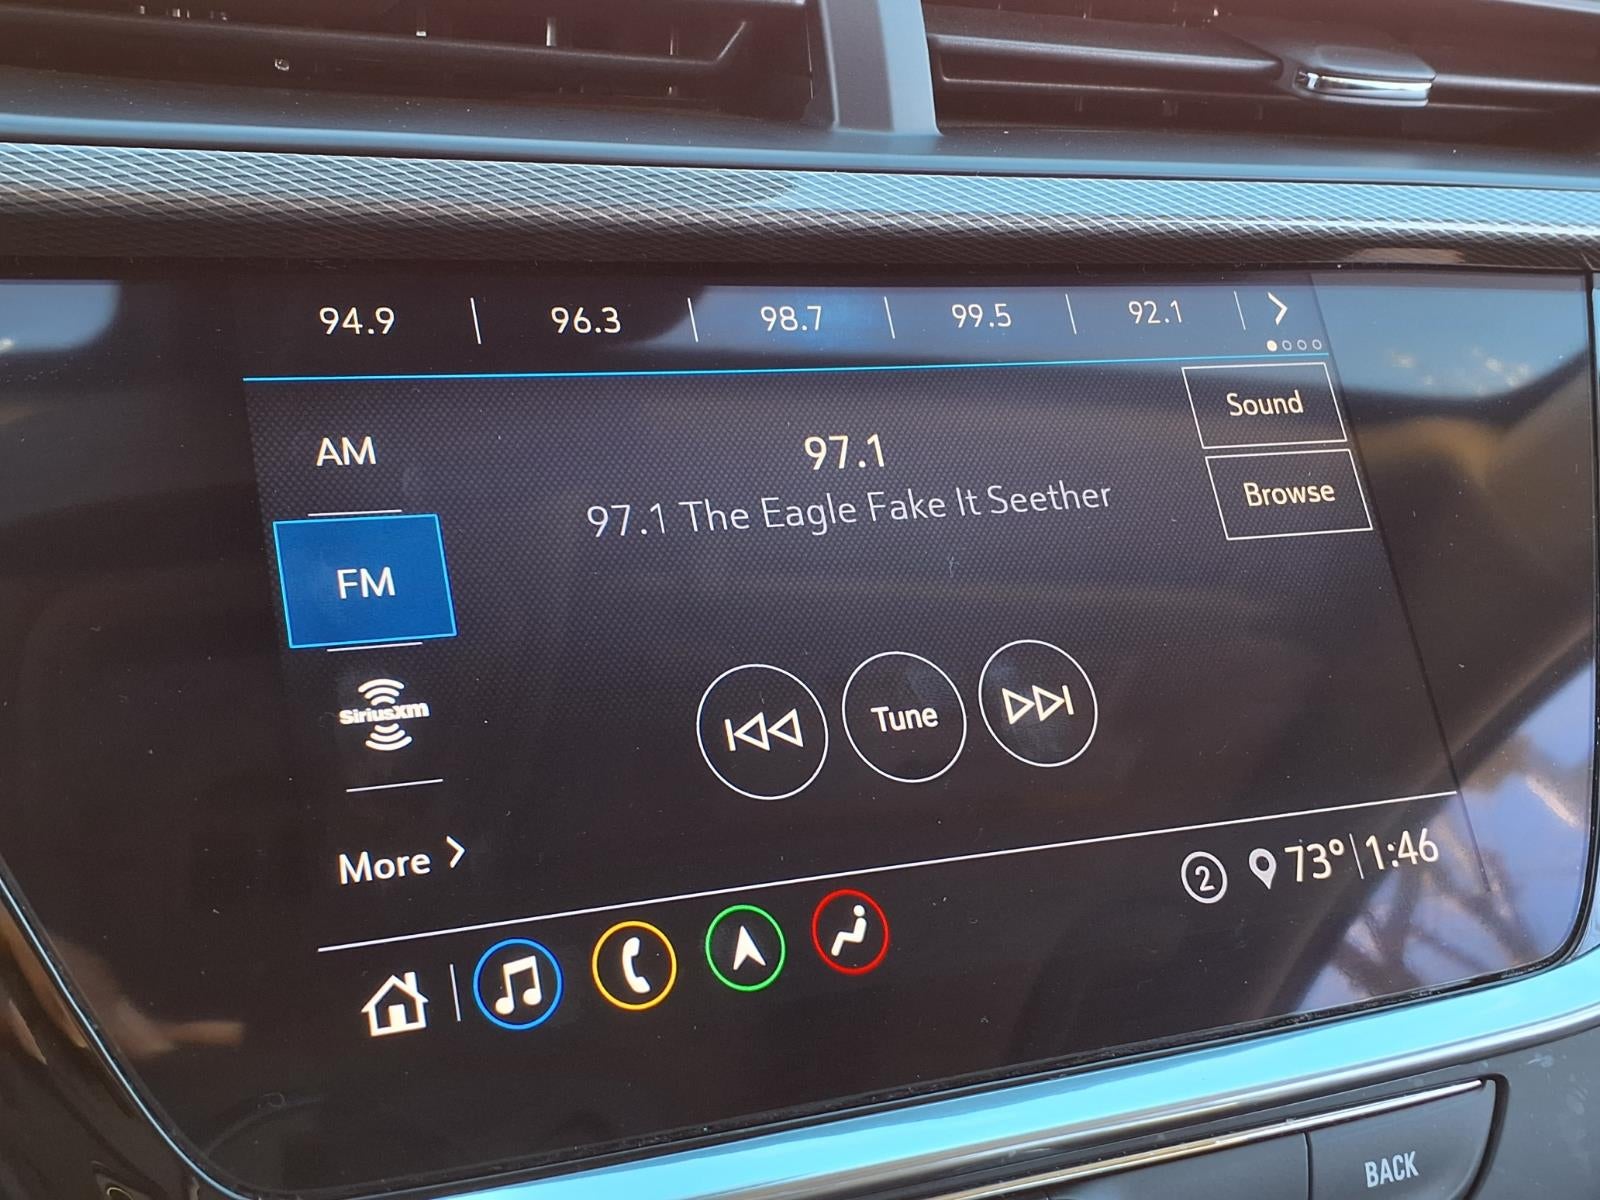 94.9 | 96.3 | 98.7 | 99.5 | 92.1
Sound
AM
97.1
97.1 The Eagle Fake It Seether
Browse
FM
Tune
SiriusXM
More
2 73° | 1:46
BACK